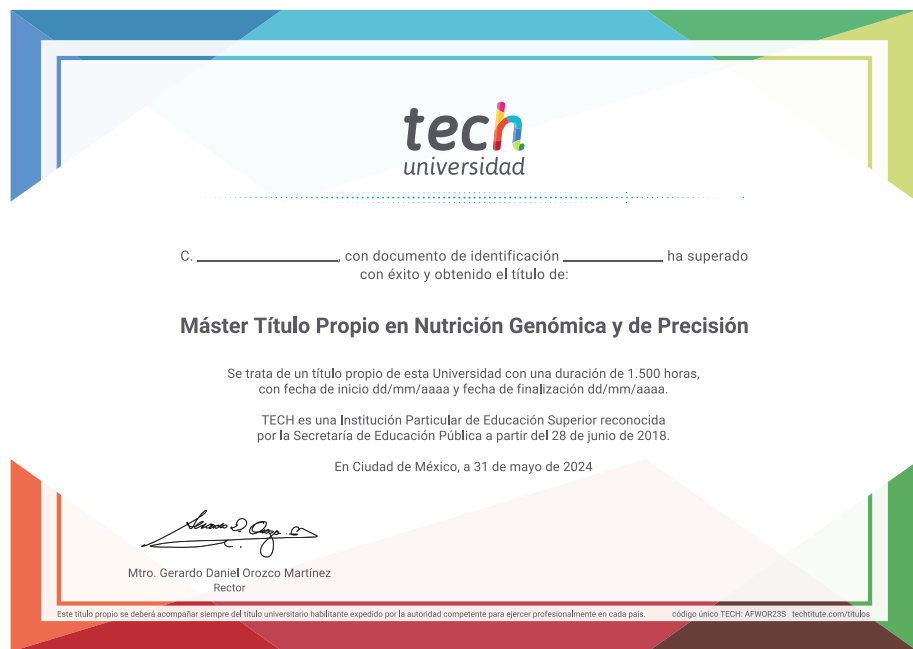 tech
universidad
C. ____________, con documento de identificación ____________ ha superado
con éxito y obtenido el título de:
Máster Título Propio en Nutrición Genómica y de Precisión
Se trata de un título propio de esta Universidad con una duración de 1.500 horas,
con fecha de inicio dd/mm/aaaa y fecha de finalización dd/mm/aaaa.
TECH es una Institución Particular de Educación Superior reconocida
por la Secretaría de Educación Pública a partir del 28 de junio de 2018.
En Ciudad de México, a 31 de mayo de 2024
Mtro. Gerardo Daniel Orozco Martínez
Rector
Este título propio se deberá acompañar siempre del título universitario habilitante expedido por la autoridad competente para ejercer profesionalmente en cada país. código único TECH: AFWOR23S techtitute.com/titulos